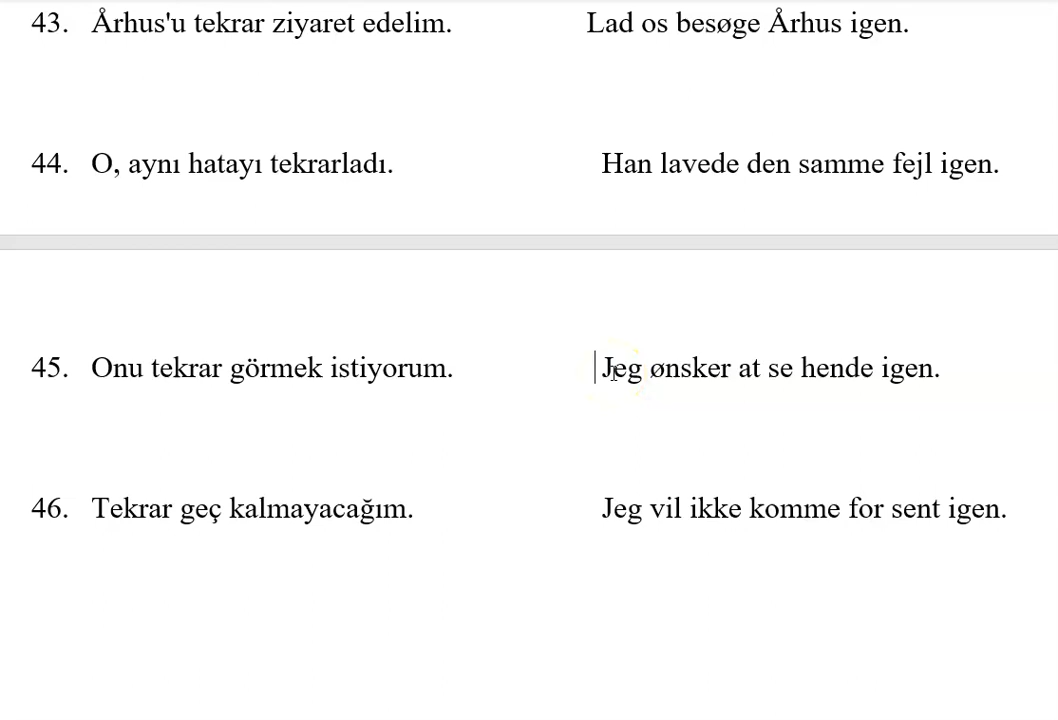 43. Århus'u tekrar ziyaret edelim. Lad os besøge Århus igen.
44. O, aynı hatayı tekrarladı. Han lavede den samme fejl igen.
45. Onu tekrar görmek istiyorum. Jeg ønsker at se hende igen.
46. Tekrar geç kalmayacağım. Jeg vil ikke komme for sent igen.